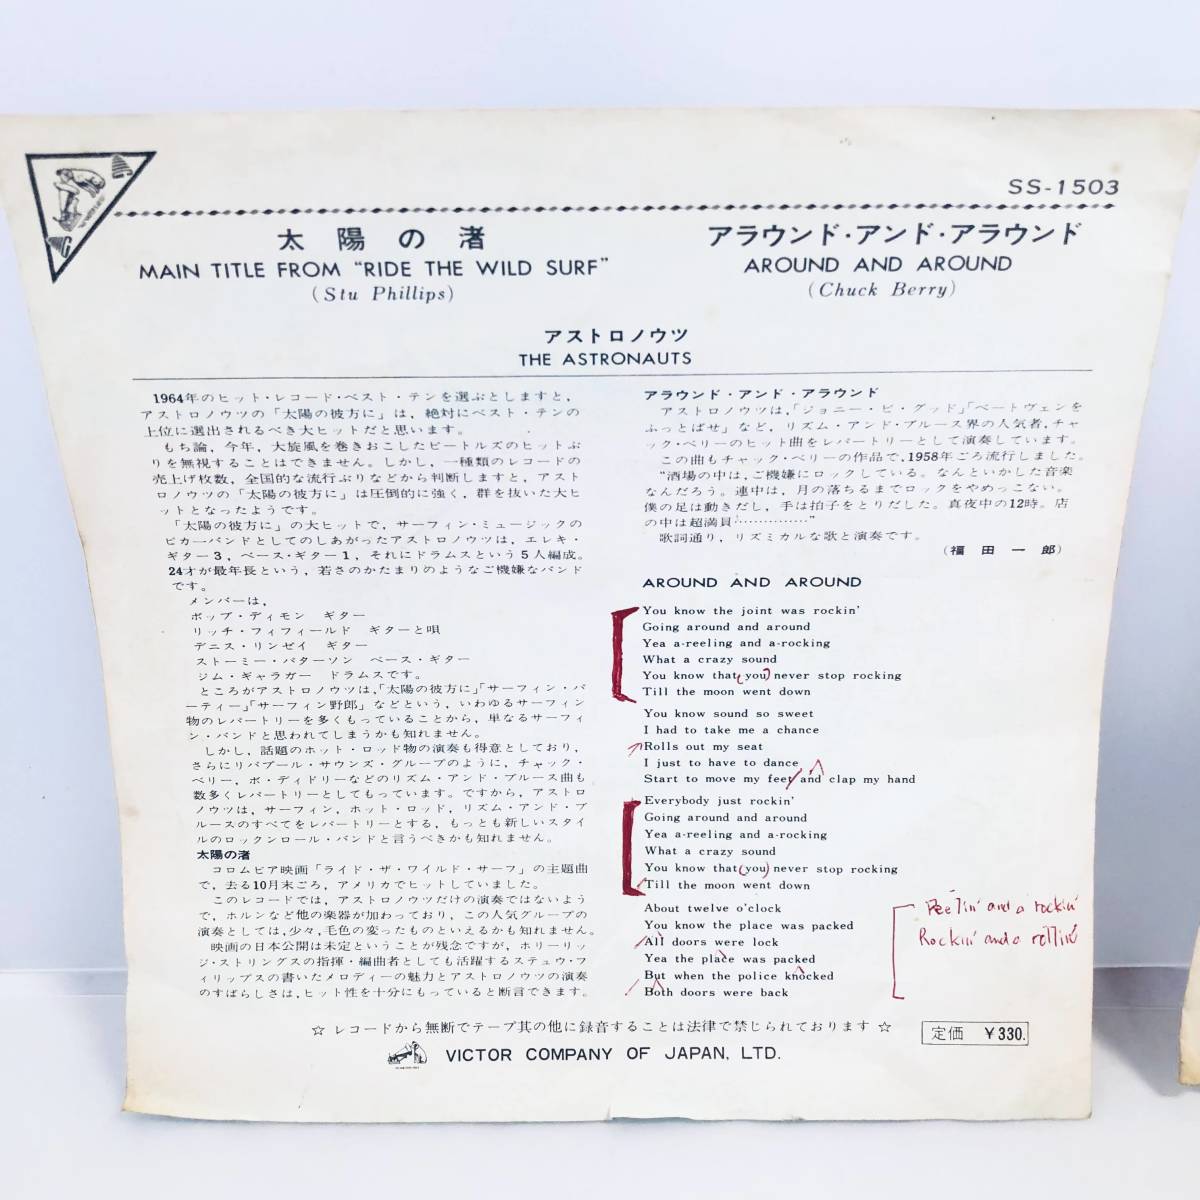 SS-1503
太陽の渚
MAIN TITLE FROM “RIDE THE WILD SURF”
(Stu Phillips)
アラウンド・アンド・アラウンド
AROUND AND AROUND
(Chuck Berry)
アストロノウツ
THE ASTRONAUTS
1964年のヒット・レコード・ベスト・テンを選ぶとしますと，
アストロノウツの「太陽の彼方に」は，絶対にベスト・テンの
上位に選出されるべき大ヒットだと思います。
もち論，今年，大旋風を巻きおこしたビートルズのヒットぶ
りを無視することはできません。しかし，一種類のレコードの
売上げ枚数，全国的な流行ぶりなどから判断しますと，アスト
ロノウツの「太陽の彼方に」は圧倒的に強く，群を抜いた大ヒ
ットとなったようです。
「太陽の彼方に」の大ヒットで，サーフィン・ミュージックの
ピカ一バンドとしてのしあがったアストロノウツは，エレキ・
ギター3，ベース・ギター1，それにドラムスという5人編成。
24才が最年長という，若さのかたまりのようなご機嫌なバンド
です。
メンバーは，
ボップ・ディモン ギター
リッチ・フィフィールド ギターと唄
デニス・リンゼイ ギター
ストーミー・パターソン ベース・ギター
ジム・ギャラガー ドラムスです。
ところがアストロノウツは，「太陽の彼方に」「サーフィン・パ
ーティー」「サーフィン野郎」などという，いわゆるサーフィン
物のレパートリーを多くもっていることから，単なるサーフィ
ン・バンドと思われてしまうかも知れません。
しかし，話題のホット・ロッド物の演奏も得意としており，
さらにリバプール・サウンズ・グループのように，チャック・
ベリー，ボ・ディドリーなどのリズム・アンド・ブルース曲も
数多くレパートリーとしてもっています。ですから，アストロ
ノウツは，サーフィン，ホット・ロッド，リズム・アンド・ブ
ルースのすべてをレパートリーとする，もっとも新しいスタイ
ルのロックンロール・バンドと言うべきかも知れません。
太陽の渚
コロムビア映画「ライド・ザ・ワイルド・サーフ」の主題曲
で，去る10月末ごろ，アメリカでヒットしていました。
このレコードでは，アストロノウツだけの演奏ではないよう
で，ホルンなど他の楽器が加わっており，この人気グループの
演奏としては，少々，毛色の変ったものといえるかも知れません。
映画の日本公開は未定ということが残念ですが，ホリーリッ
ジ・ストリングスの指揮・編曲者としても活躍するステュウ・フ
ィリップスの書いたメロディーの魅力とアストロノウツの演奏
のすばらしさは，ヒット性を十分にもっていると断言できます。
アラウンド・アンド・アラウンド
アストロノウツは，「ジョニー・ビ・グッド」「ベートヴェンを
ふっとばせ」など，リズム・アンド・ブルース界の人気者，チャ
ック・ベリーのヒット曲をレパートリーとして演奏しています。
この曲もチャック・ベリーの作品で，1958年ごろ流行しました。
“酒場の中は，ご機嫌にロックしている。なんといかした音楽
なんだろう。連中は，月の落ちるまでロックをやめっこない。
僕の足は動きだし，手は拍子をとりだした。真夜中の12時。店
の中は超満員……………”
歌詞通り，リズミカルな歌と演奏です。
(福田一郎)
AROUND AND AROUND
You know the joint was rockin’
Going around and around
Yea a-reeling and a-rocking
What a crazy sound
You know that (you) never stop rocking
Till the moon went down
You know sound so sweet
I had to take me a chance
Rolls out my seat
I just to have to dance
Start to move my feet and clap my hand
Everybody just rockin’
Going around and around
Yea a-reeling and a-rocking
What a crazy sound
You know that (you) never stop rocking
Till the moon went down
About twelve o’clock
You know the place was packed
All doors were lock
Yea the place was packed
But when the police knocked
Both doors were back
Reelin' and a rockin'
Rockin' and a rollin'
☆ レコードから無断でテープ其の他に録音することは法律で禁じられております ☆
定価 ￥330.
VICTOR COMPANY OF JAPAN, LTD.